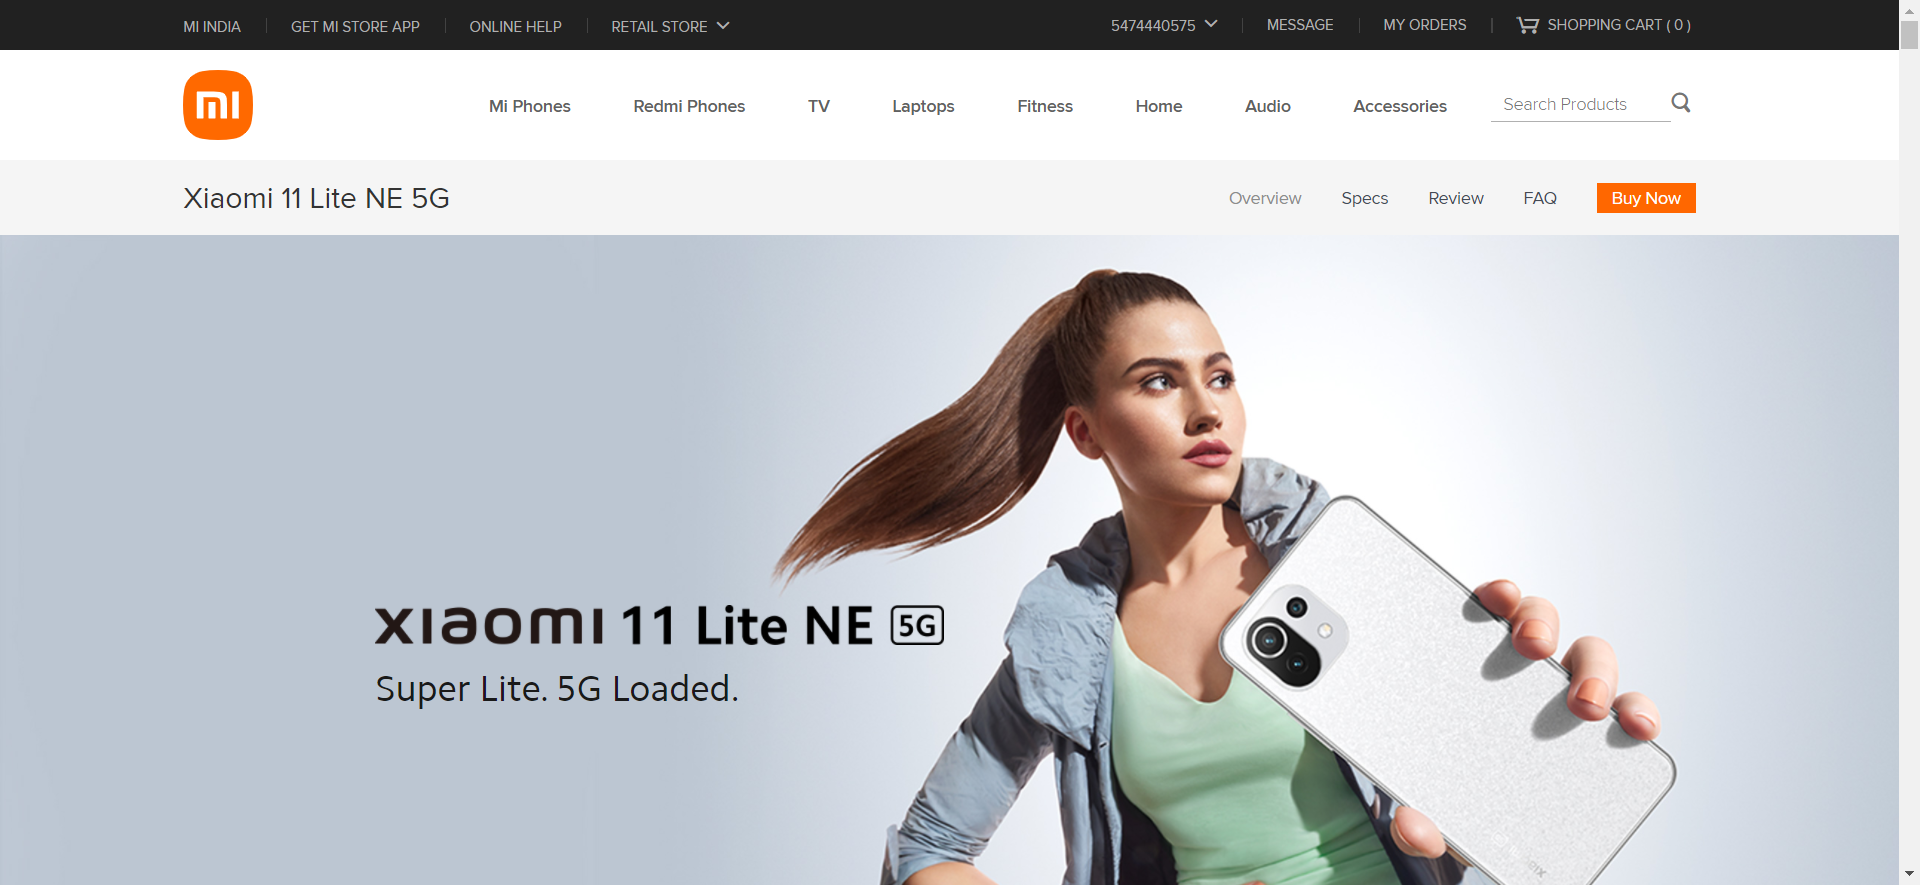 MI INDIA GET MI STORE APP ONLINE HELP RETAIL STORE 5474440575 MESSAGE MY ORDERS SHOPPING CART ( 0 )
mi Mi Phones Redmi Phones TV Laptops Fitness Home Audio Accessories Search Products
Xiaomi 11 Lite NE 5G Overview Specs Review FAQ Buy Now
xiaomi 11 Lite NE 5G
Super Lite. 5G Loaded.